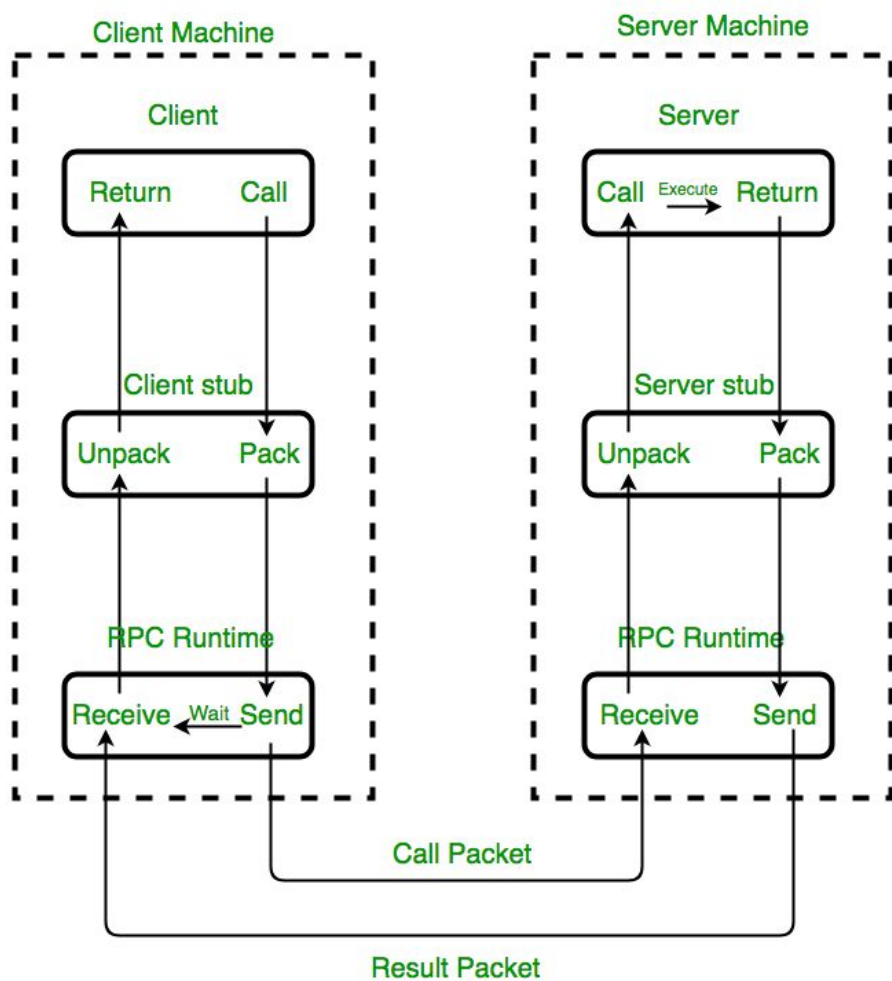 Client Machine
Server Machine
Client
Server
Return Call
Call Execute Return
Client stub
Server stub
Unpack Pack
Unpack Pack
RPC Runtime
RPC Runtime
Receive Wait Send
Receive Send
Call Packet
Result Packet